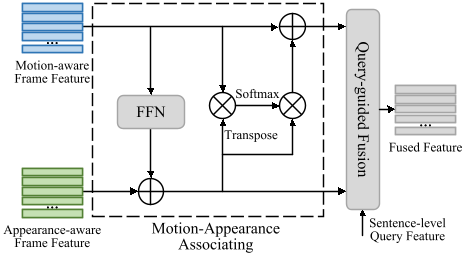 ...
Motion-aware
Frame Feature
FFN
Softmax
Transpose
...
Appearance-aware
Frame Feature
Motion-Appearance
Associating
Query-guided Fusion
...
Fused Feature
Sentence-level
Query Feature